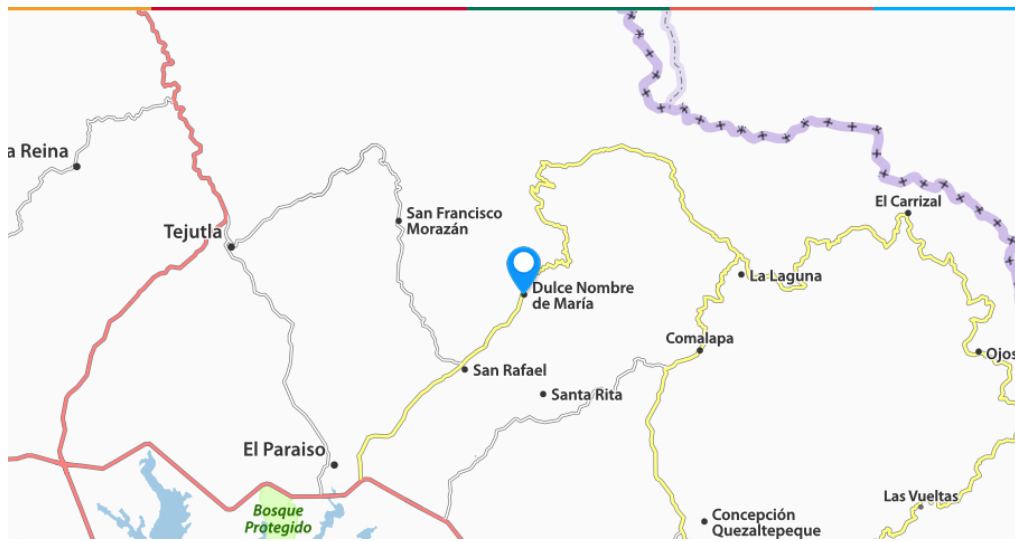 a Reina
El Carrizal
San Francisco
Morazán
Tejutla
La Laguna
Dulce Nombre
de María
Comalapa
Ojos
San Rafael
Santa Rita
El Paraiso
Las Vueltas
Bosque
Protegido
Concepción
Quezaltepeque